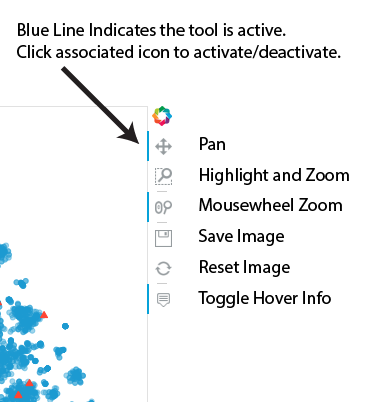 Blue Line Indicates the tool is active.
Click associated icon to activate/deactivate.
Pan
Highlight and Zoom
Mousewheel Zoom
Save Image
Reset Image
Toggle Hover Info